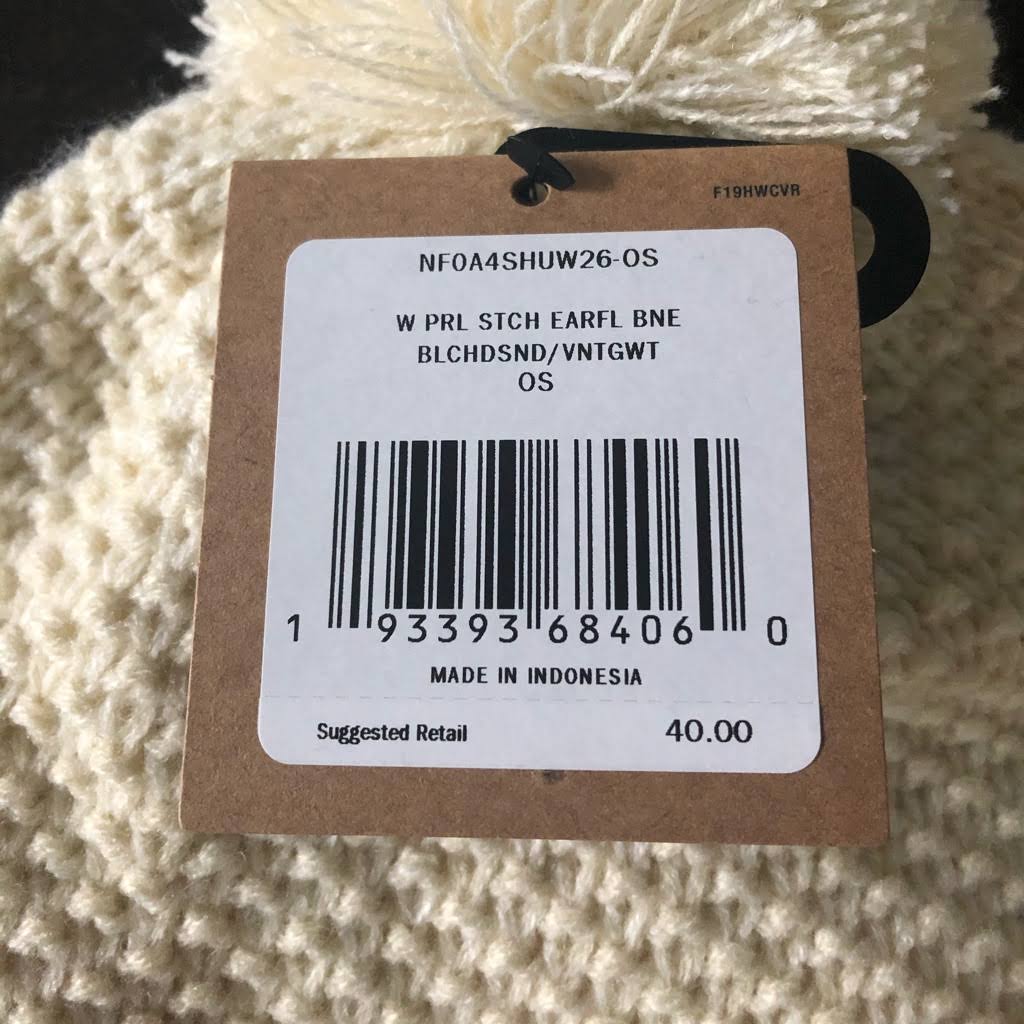 F19HWCVR
NF0A4SHUW26-OS
W PRL STCH EARFL BNE
BLCHDSND/VNTGWT
OS
1 93393 68406 0
MADE IN INDONESIA
Suggested Retail 40.00